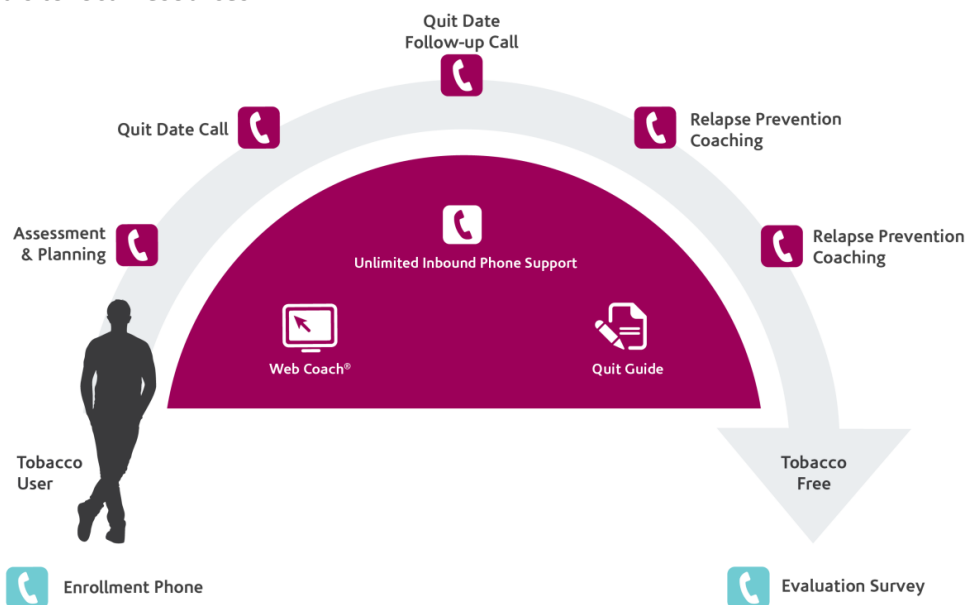 Quit Date
Follow-up Call
Quit Date Call
Relapse Prevention
Coaching
Assessment
& Planning
Relapse Prevention
Coaching
Unlimited Inbound Phone Support
Web Coach®
Quit Guide
Tobacco
User
Tobacco
Free
Enrollment Phone
Evaluation Survey